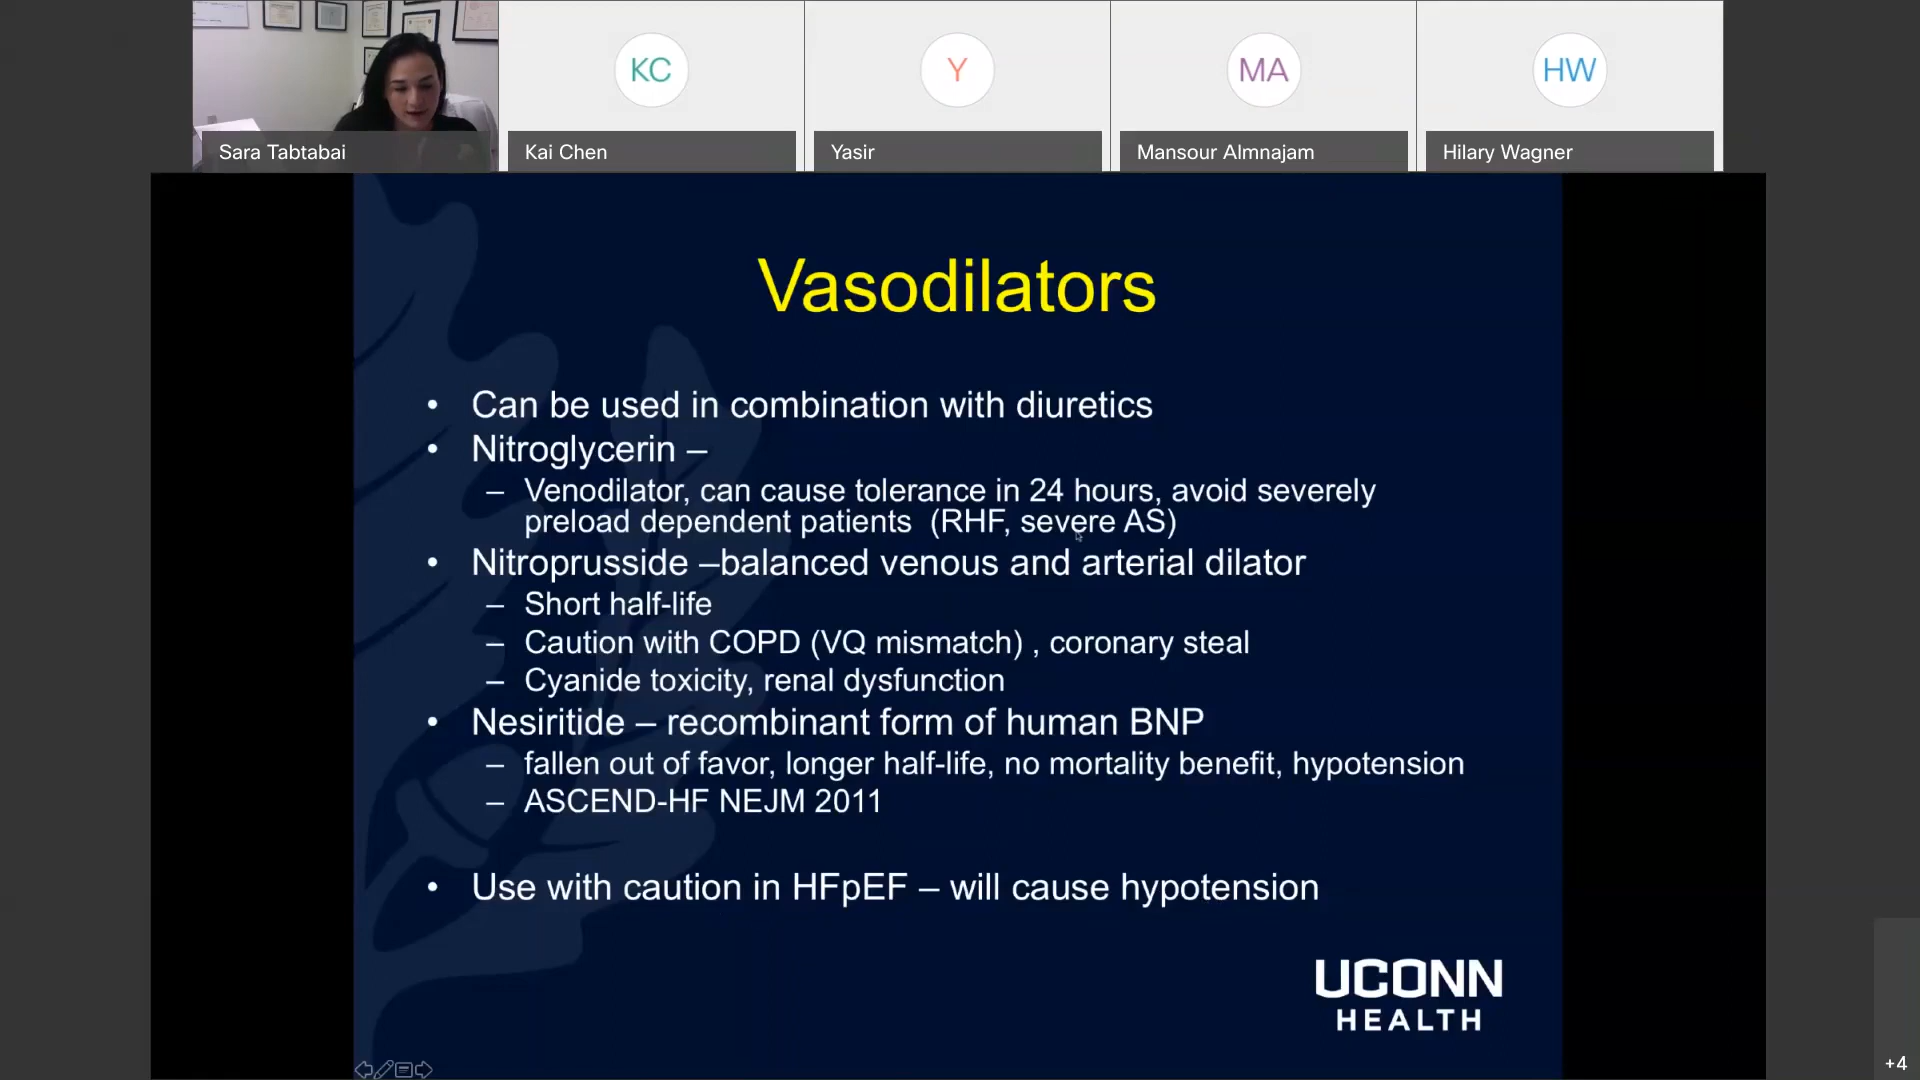 KC
Y
MA
HW
Sara Tabtabai
Kai Chen
Yasir
Mansour Almnajam
Hilary Wagner
Vasodilators
• Can be used in combination with diuretics
• Nitroglycerin –
– Venodilator, can cause tolerance in 24 hours, avoid severely
preload dependent patients (RHF, severe AS)
• Nitroprusside –balanced venous and arterial dilator
– Short half-life
– Caution with COPD (VQ mismatch) , coronary steal
– Cyanide toxicity, renal dysfunction
• Nesiritide – recombinant form of human BNP
– fallen out of favor, longer half-life, no mortality benefit, hypotension
– ASCEND-HF NEJM 2011
• Use with caution in HFpEF – will cause hypotension
UCONN
HEALTH
+4